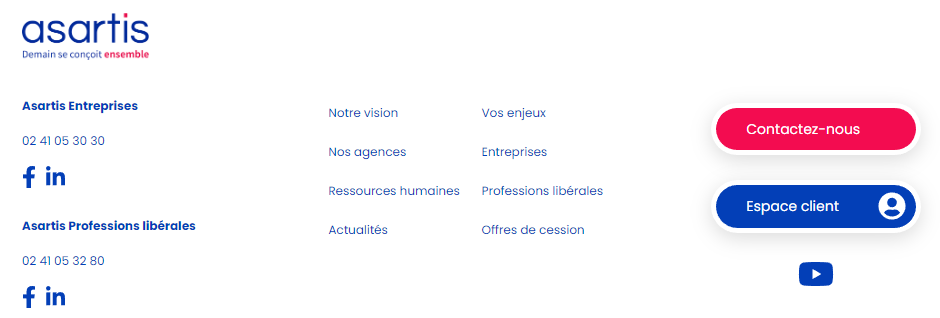 asartis
Demain se conçoit ensemble
Asartis Entreprises
02 41 05 30 30
Asartis Professions libérales
02 41 05 32 80
Notre vision
Nos agences
Ressources humaines
Actualités
Vos enjeux
Entreprises
Professions libérales
Offres de cession
Contactez-nous
Espace client